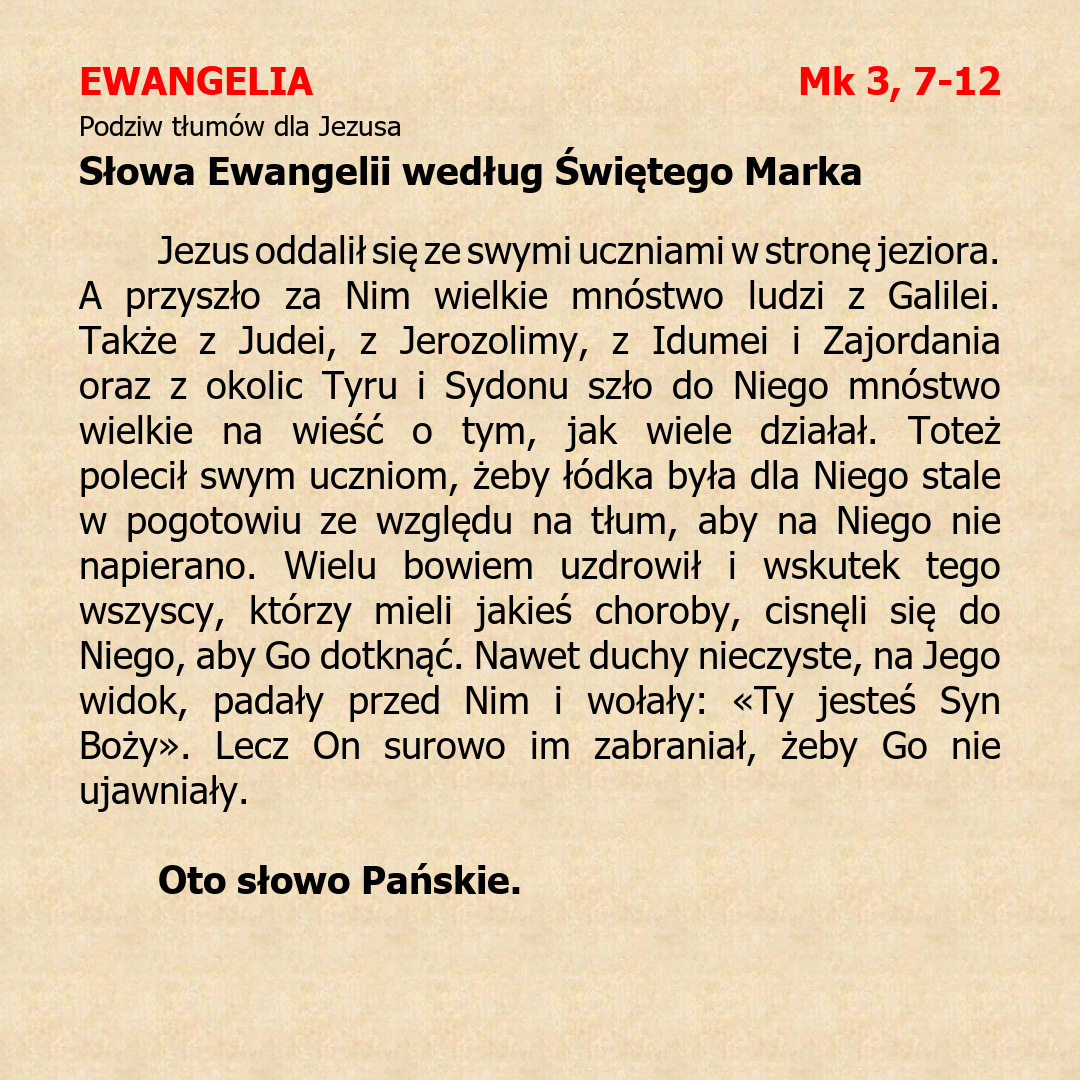 EWANGELIA Mk 3, 7-12
Podziw tłumów dla Jezusa
Słowa Ewangelii według Świętego Marka
Jezus oddalił się ze swymi uczniami w stronę jeziora.
A przyszło za Nim wielkie mnóstwo ludzi z Galilei.
Także z Judei, z Jerozolimy, z Idumei i Zajordania
oraz z okolic Tyru i Sydonu szło do Niego mnóstwo
wielkie na wieść o tym, jak wiele działał. Toteż
polecił swym uczniom, żeby łódka była dla Niego stale
w pogotowiu ze względu na tłum, aby na Niego nie
napierano. Wielu bowiem uzdrowił i wskutek tego
wszyscy, którzy mieli jakieś choroby, cisnęli się do
Niego, aby Go dotknąć. Nawet duchy nieczyste, na Jego
widok, padały przed Nim i wołały: «Ty jesteś Syn
Boży». Lecz On surowo im zabraniał, żeby Go nie
ujawniały.
Oto słowo Pańskie.